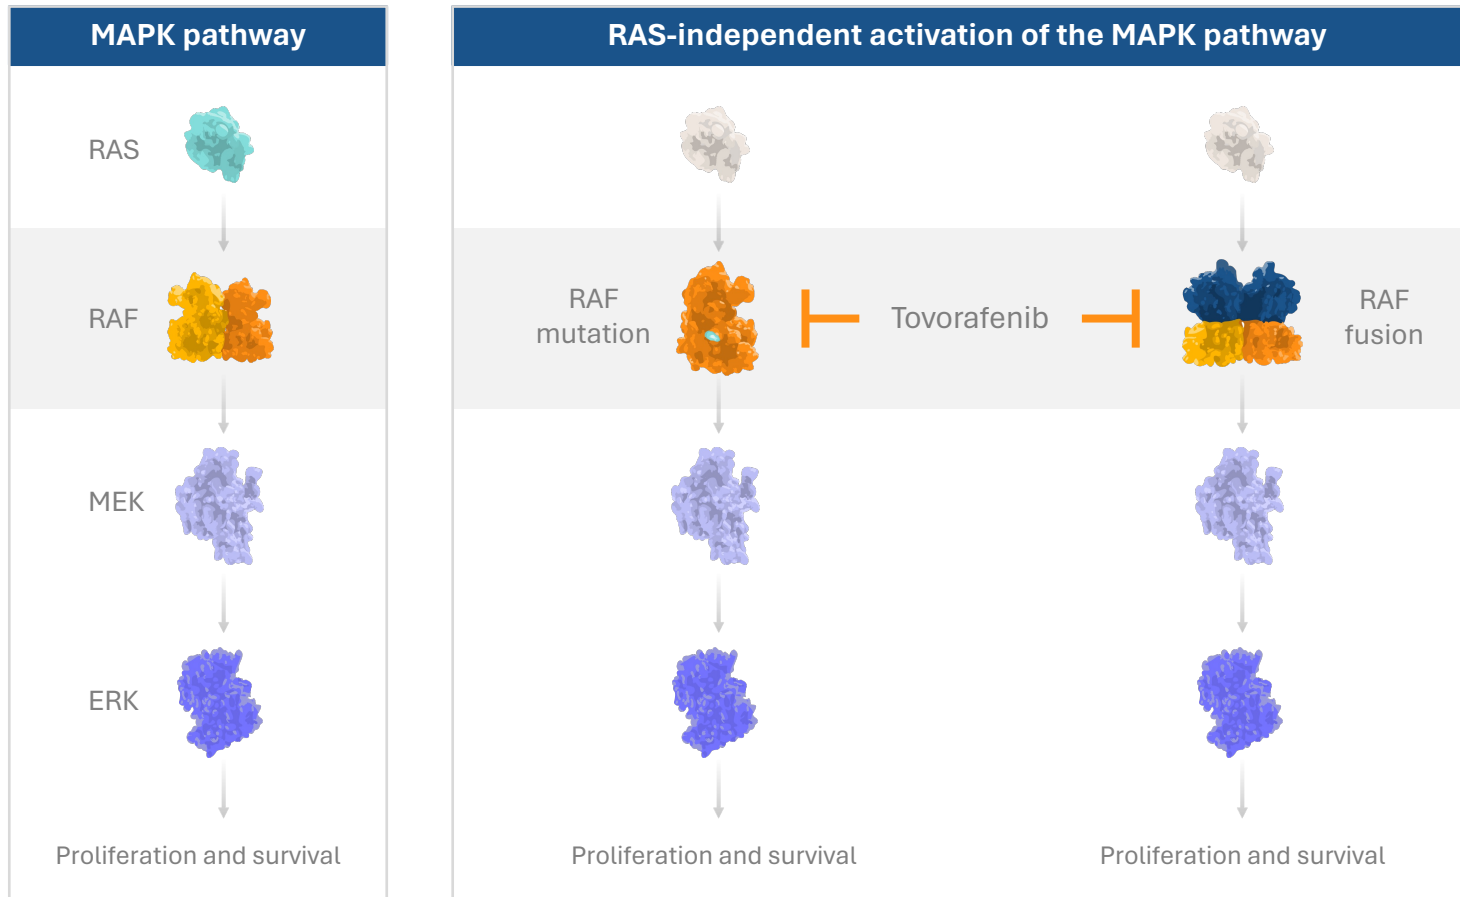 MAPK pathway
RAS
RAF
MEK
ERK
Proliferation and survival
RAS-independent activation of the MAPK pathway
RAF
mutation
Tovorafenib
RAF
fusion
Proliferation and survival
Proliferation and survival